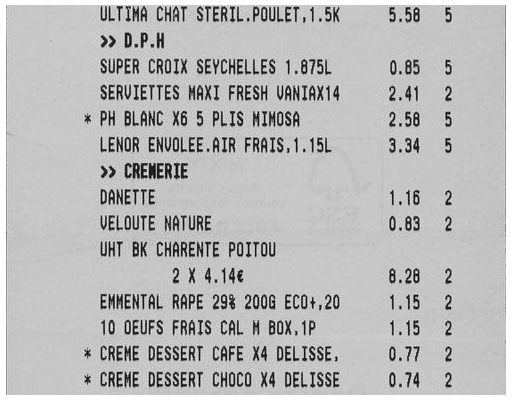 ULTIMA CHAT STERIL.POULET,1.5K 5.58 5
>> D.P.H
SUPER CROIX SEYCHELLES 1.875L 0.85 5
SERVIETTES MAXI FRESH VANIAX14 2.41 2
* PH BLANC X6 5 PLIS MIMOSA 2.58 5
LENOR ENVOLEE.AIR FRAIS,1.15L 3.34 5
>> CREMERIE
DANETTE 1.16 2
VELOUTE NATURE 0.83 2
UHT BK CHARENTE POITOU
2 X 4.14€ 8.28 2
EMMENTAL RAPE 29% 200G ECO+,20 1.15 2
10 OEUFS FRAIS CAL M BOX,1P 1.15 2
* CREME DESSERT CAFE X4 DELISSE, 0.77 2
* CREME DESSERT CHOCO X4 DELISSE 0.74 2